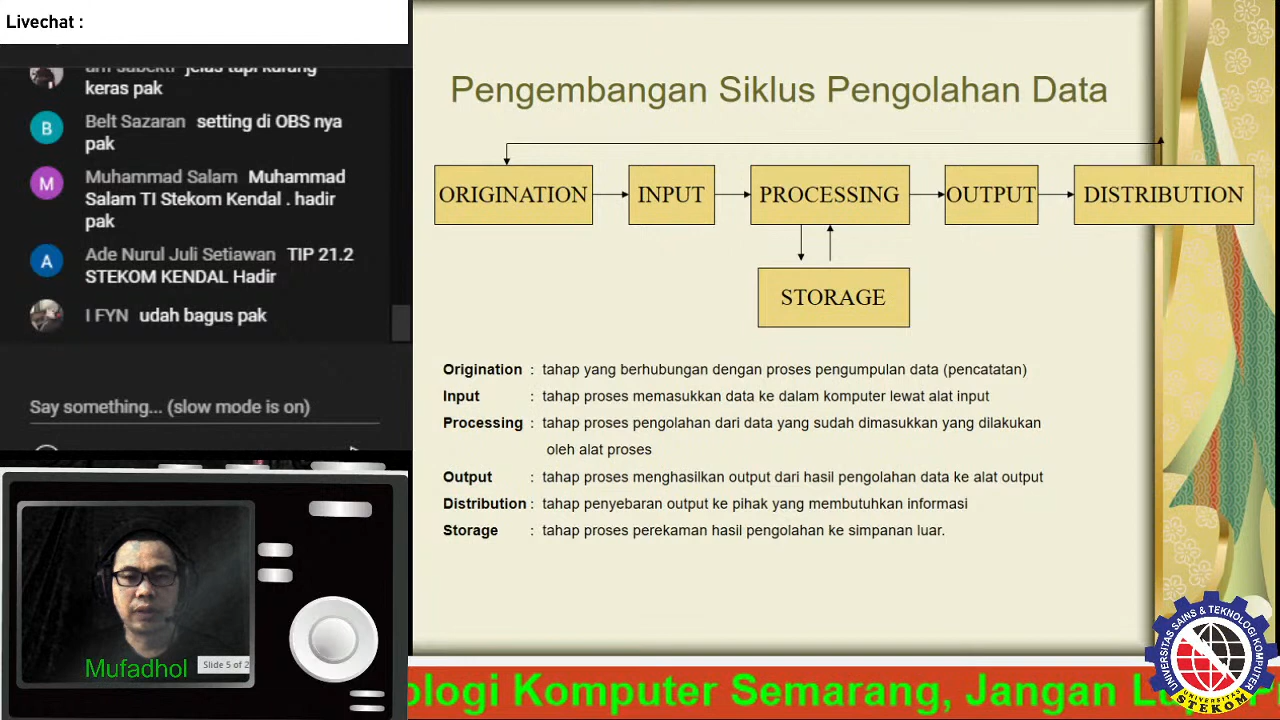 Livechat :
keras pak
Belt Sazaran setting di OBS nya
pak
Muhammad Salam Muhammad
Salam TI Stekom Kendal . hadir
pak
Ade Nurul Juli Setiawan TIP 21.2
STEKOM KENDAL Hadir
I FYN udah bagus pak
Say something... (slow mode is on)
Mufadhol
Slide 5 of 2
Pengembangan Siklus Pengolahan Data
ORIGINATION
INPUT
PROCESSING
OUTPUT
DISTRIBUTION
STORAGE
Origination : tahap yang berhubungan dengan proses pengumpulan data (pencatatan)
Input : tahap proses memasukkan data ke dalam komputer lewat alat input
Processing : tahap proses pengolahan dari data yang sudah dimasukkan yang dilakukan
oleh alat proses
Output : tahap proses menghasilkan output dari hasil pengolahan data ke alat output
Distribution : tahap penyebaran output ke pihak yang membutuhkan informasi
Storage : tahap proses perekaman hasil pengolahan ke simpanan luar.
ologi Komputer Semarang, Jangan
UNIVERSITAS SAINS & TEKNOLOGI KOMPUTER
UNIVERSITAS
STEKOM